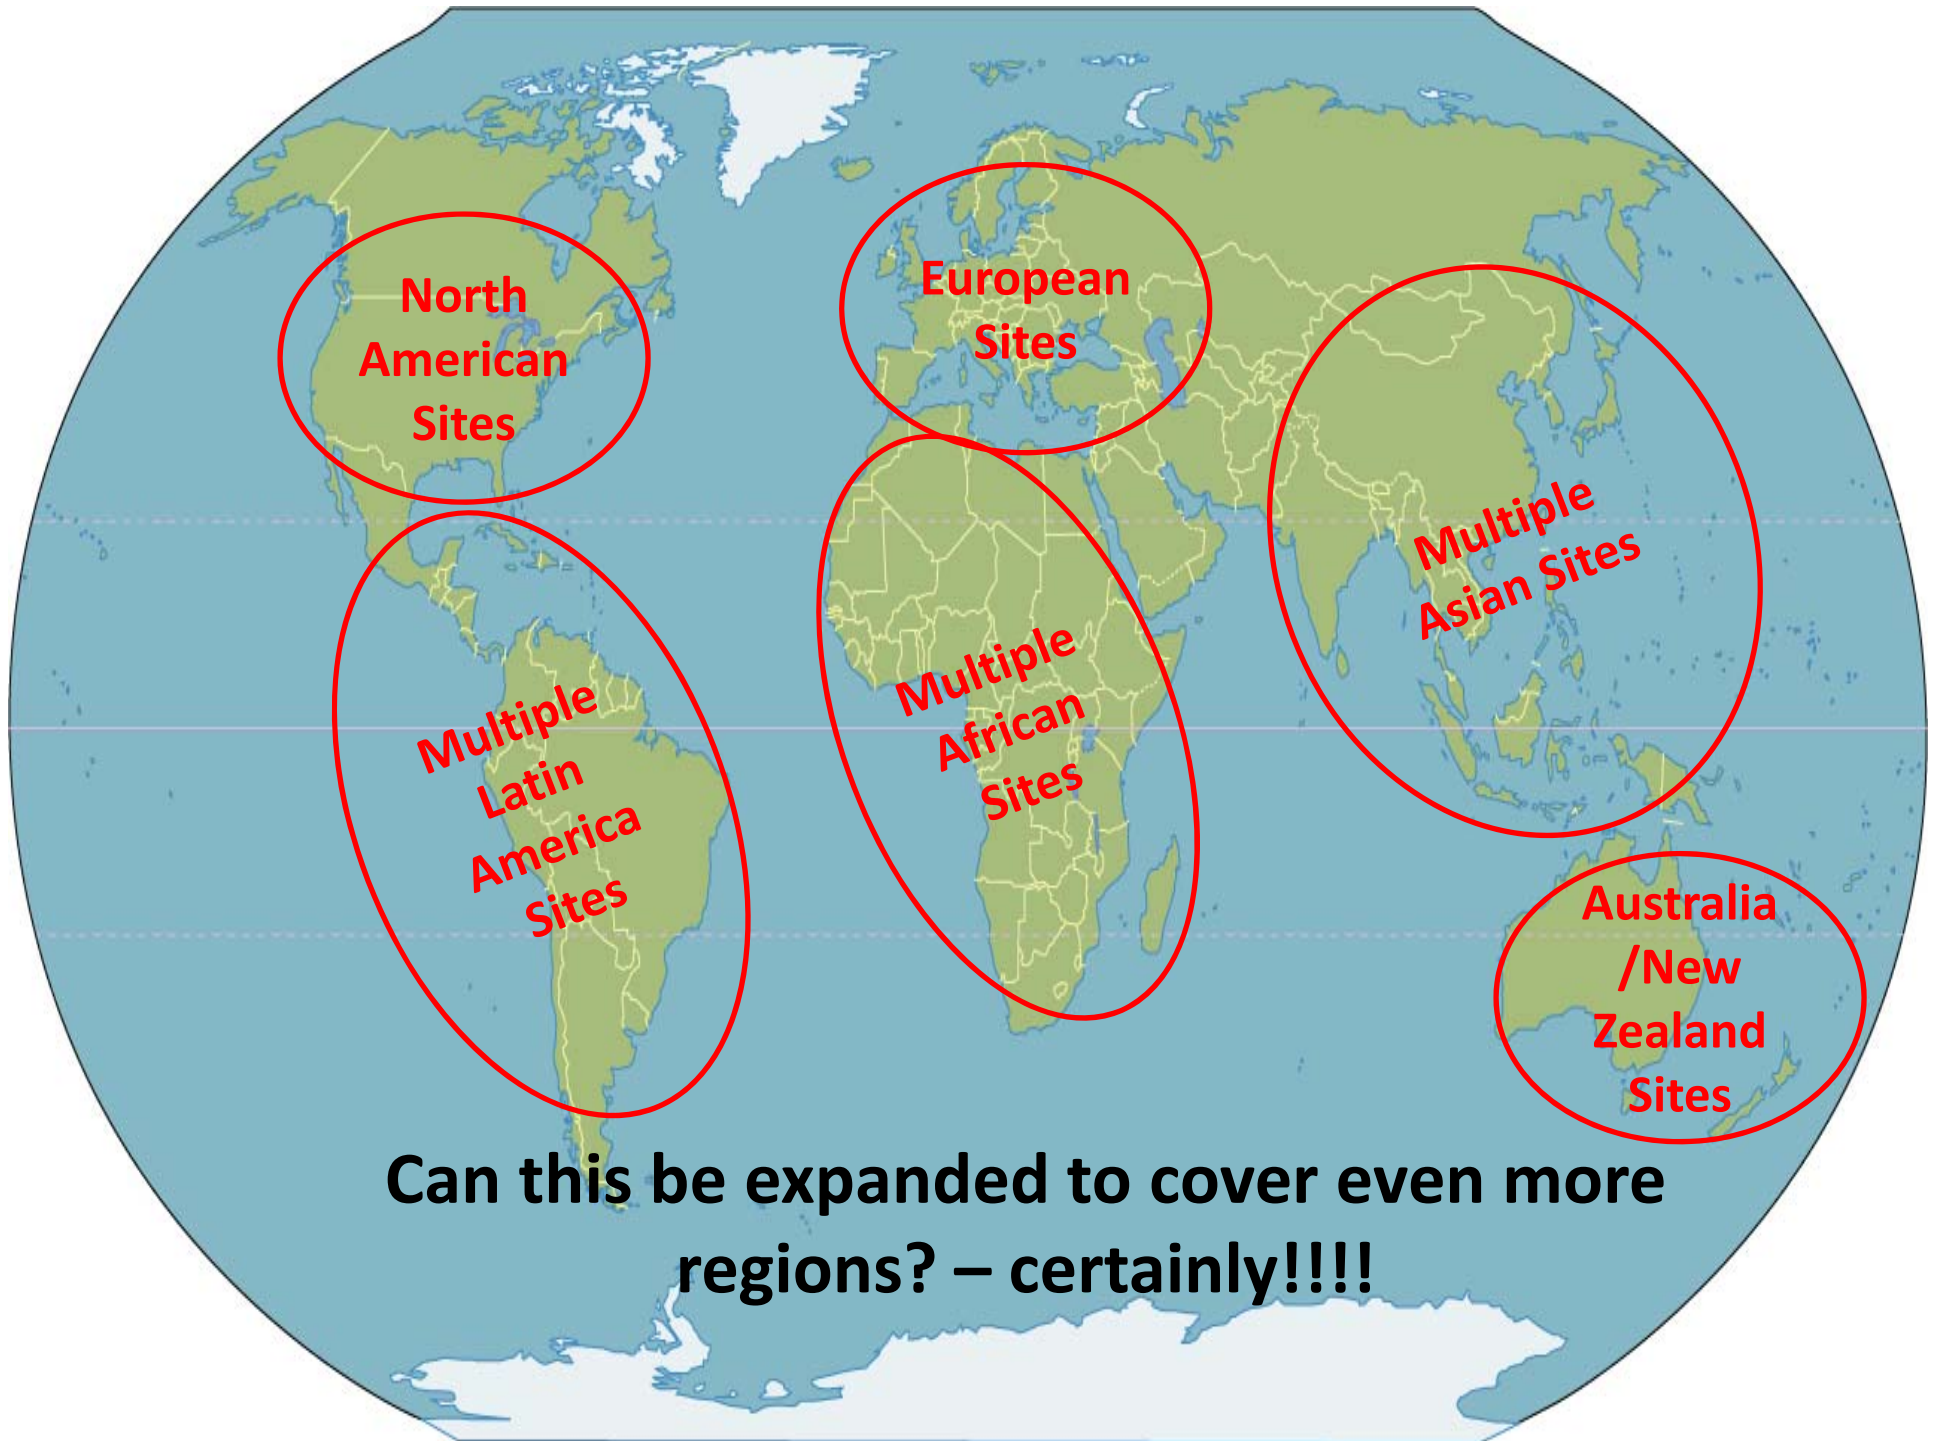 North
American
Sites
European
Sites
Multiple
Asian Sites
Multiple
Latin
America
Sites
Multiple
African
Sites
Australia
/New
Zealand
Sites
Can this be expanded to cover even more
regions? – certainly!!!!